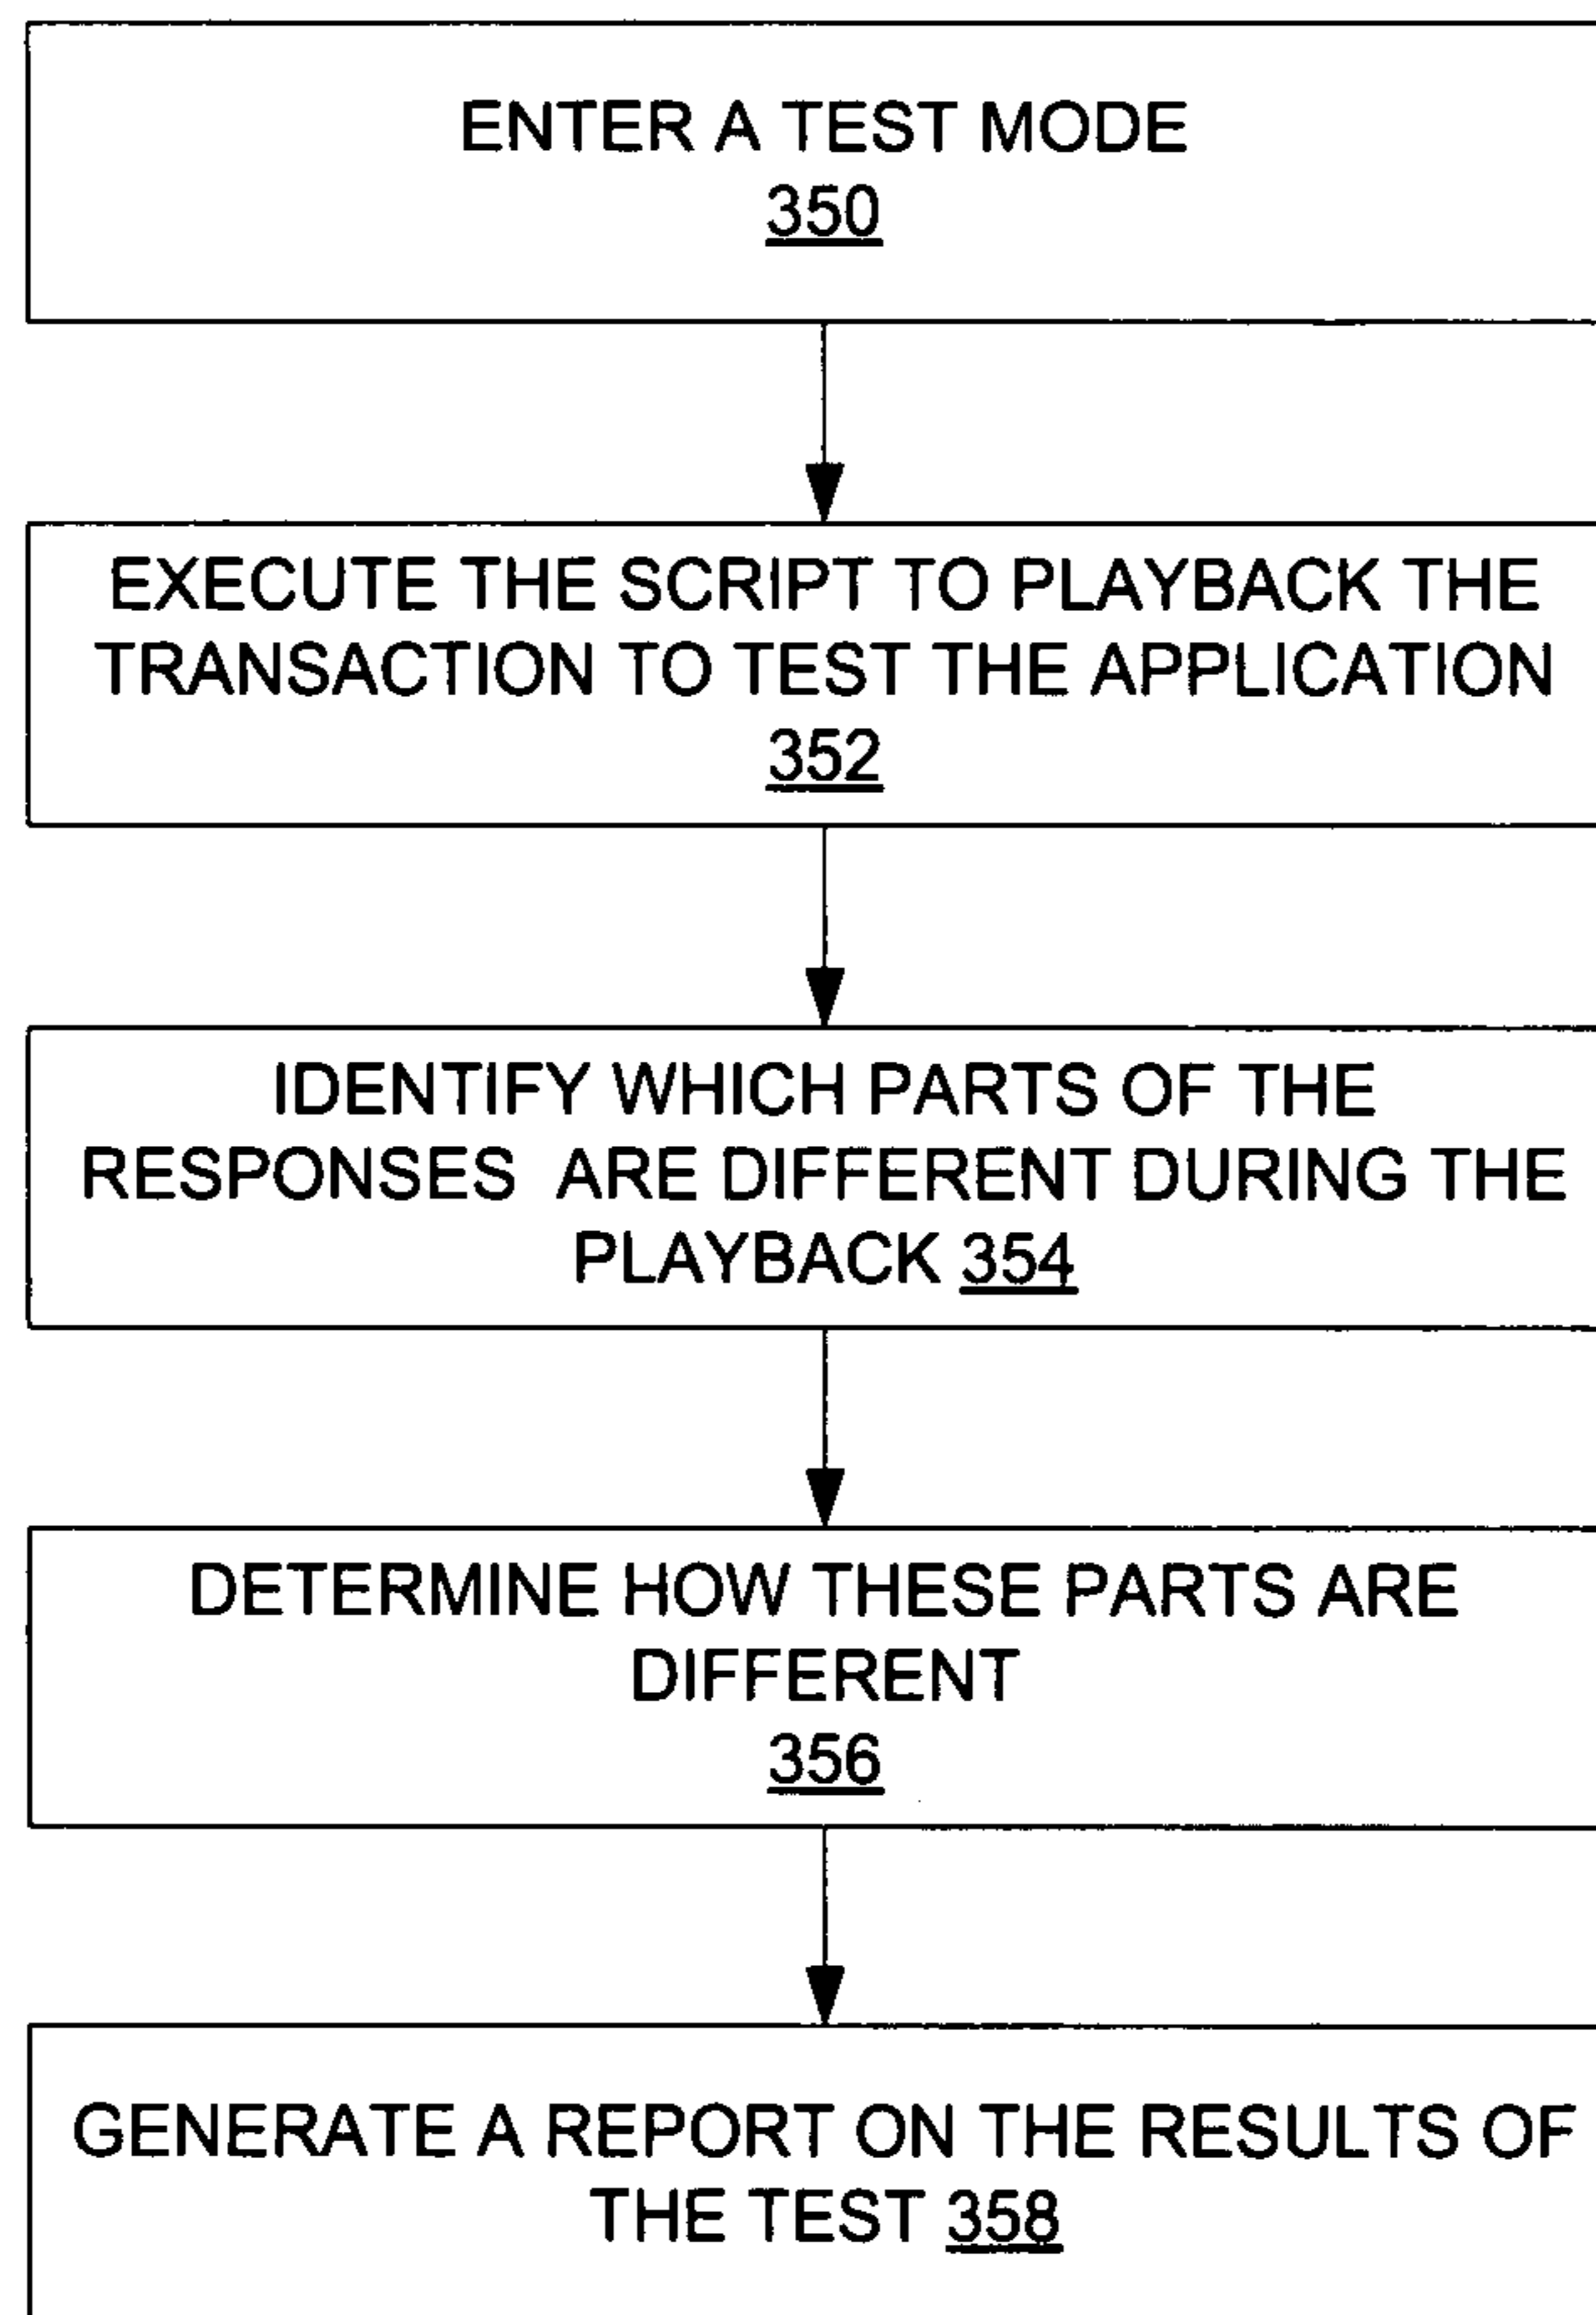 ENTER A TEST MODE
350
EXECUTE THE SCRIPT TO PLAYBACK THE
TRANSACTION TO TEST THE APPLICATION
352
IDENTIFY WHICH PARTS OF THE
RESPONSES ARE DIFFERENT DURING THE
PLAYBACK 354
DETERMINE HOW THESE PARTS ARE
DIFFERENT
356
GENERATE A REPORT ON THE RESULTS OF
THE TEST 358